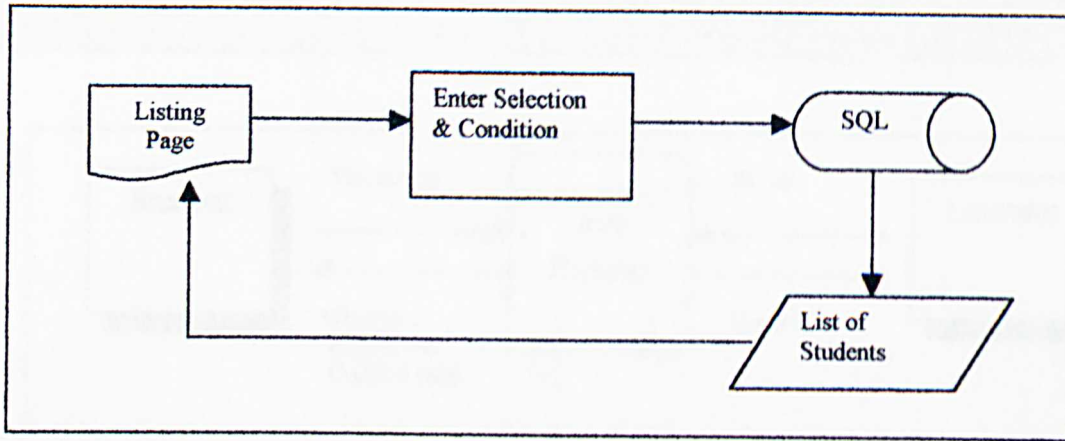 Listing
Page
Enter Selection
& Condition
SQL
List of
Students